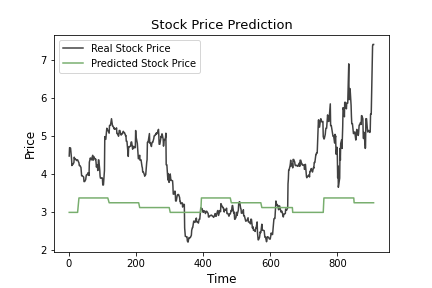 Stock Price Prediction
Real Stock Price
Predicted Stock Price
Price
7
6
5
4
3
2
0
200
400
600
800
Time